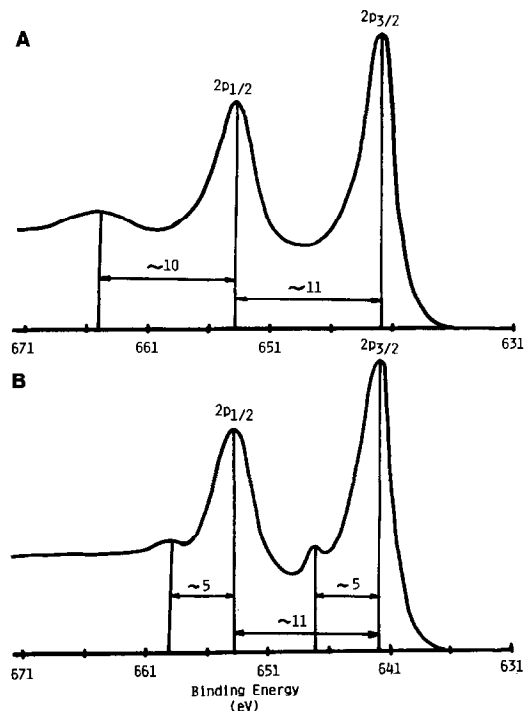 A
2p3/2
2p1/2
~10
~11
671 661 651 641 631
B
2p3/2
2p1/2
~5
~5
~11
671 661 651 641 631
Binding Energy
(eV)